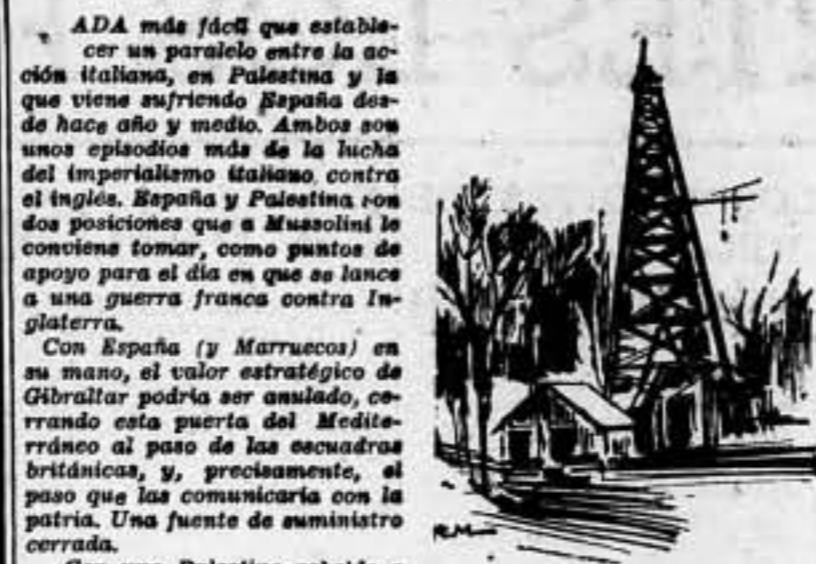 ADA más fácil que estable-
cer un paralelo entre la ac-
ción italiana, en Palestina y la
que viene sufriendo España des-
de hace año y medio. Ambos son
unos episodios más de la lucha
del imperialismo italiano contra
el inglés. España y Palestina son
dos posiciones que a Mussolini le
conviene tomar, como puntos de
apoyo para el día en que se lance
a una guerra franca contra In-
glaterra.
Con España (y Marruecos) en
su mano, el valor estratégico de
Gibraltar podría ser anulado, ce-
rrando esta puerta del Medite-
rráneo al paso de las escuadras
británicas, y, precisamente, el
paso que las comunicaría con la
patria. Una fuente de suministro
cerrada.
Con una Palestina